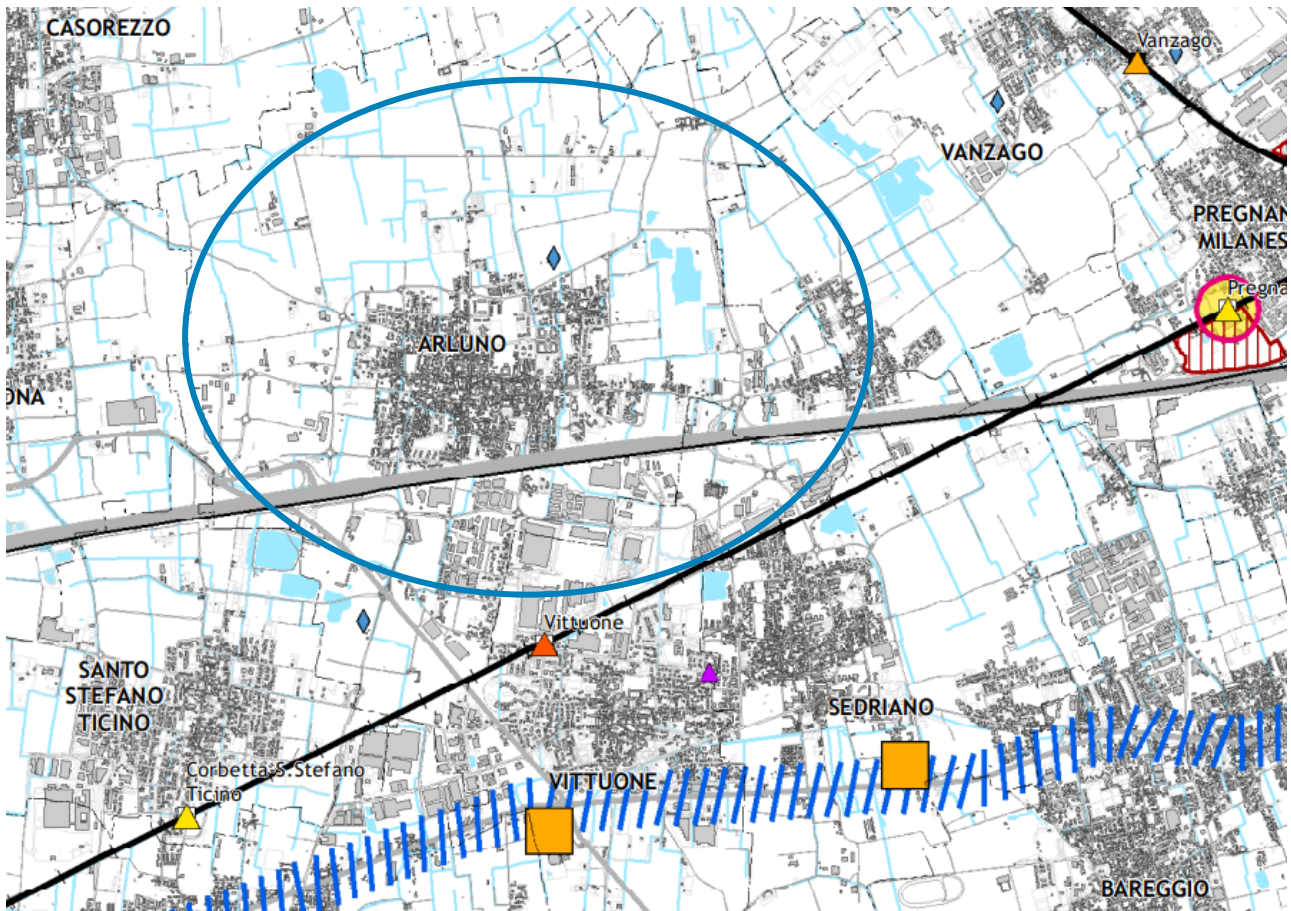 CASOREZZO
Vanzago
VANZAGO
PREGNAN
MILANES
Pregna
ARLUNO
ONA
Vittuone
SANTO
STEFANO
TICINO
SEDRIANO
Corbetta-S.Stefano
Ticino
VITTUONE
BAREGGIO